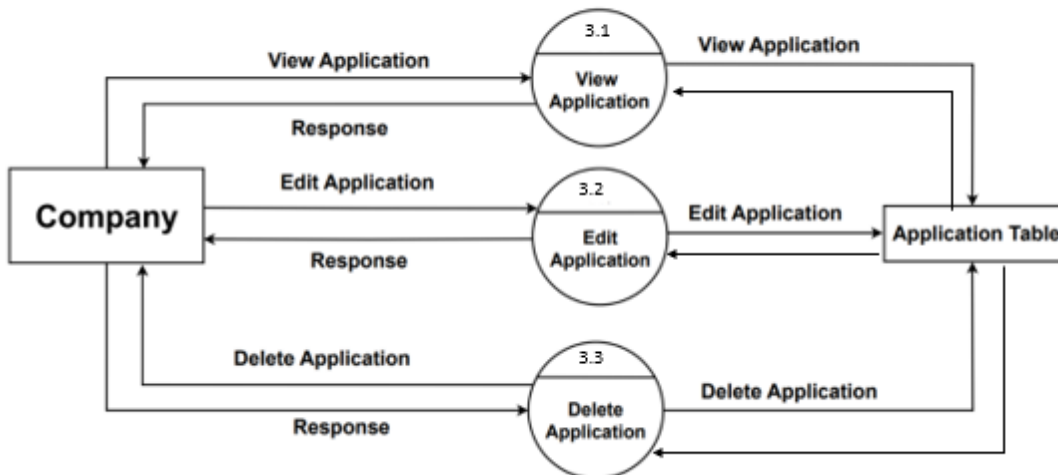 3.1
View Application
View Application
View
Application
Response
Company
Edit Application
3.2
Edit Application
Edit
Application
Response
Application Table
Delete Application
3.3
Delete Application
Delete
Application
Response